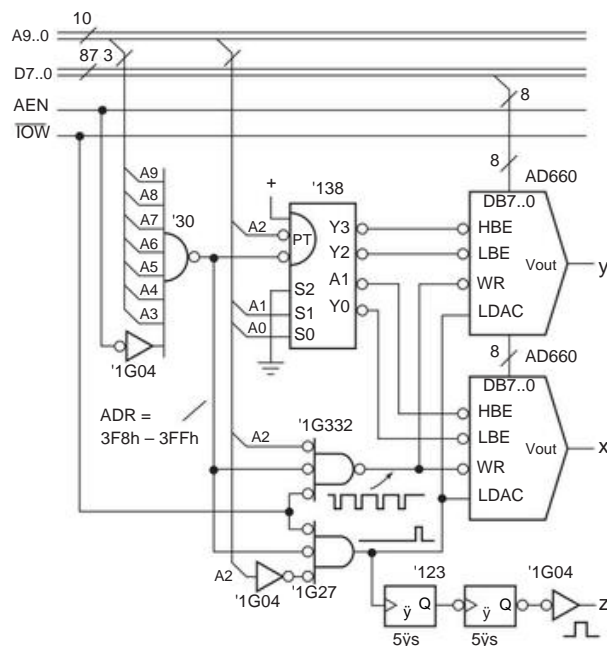 10
A9..0
87 3
D7..0
AEN
8
IOW
8
AD660
+
'138
'30
A9
A8
A7
A6
A5
A4
A3
A2
PT
Y3
Y2
A1
Y0
S2
S1
S0
A1
A0
DB7..0
HBE
LBE
WR
LDAC
Vout
y
'1G04
8
AD660
DB7..0
HBE
LBE
WR
LDAC
Vout
x
ADR =
3F8h – 3FFh
'1G332
A2
A2
'1G04
'1G27
'123
'1G04
ÿ Q
ÿ Q
z
5ÿs
5ÿs